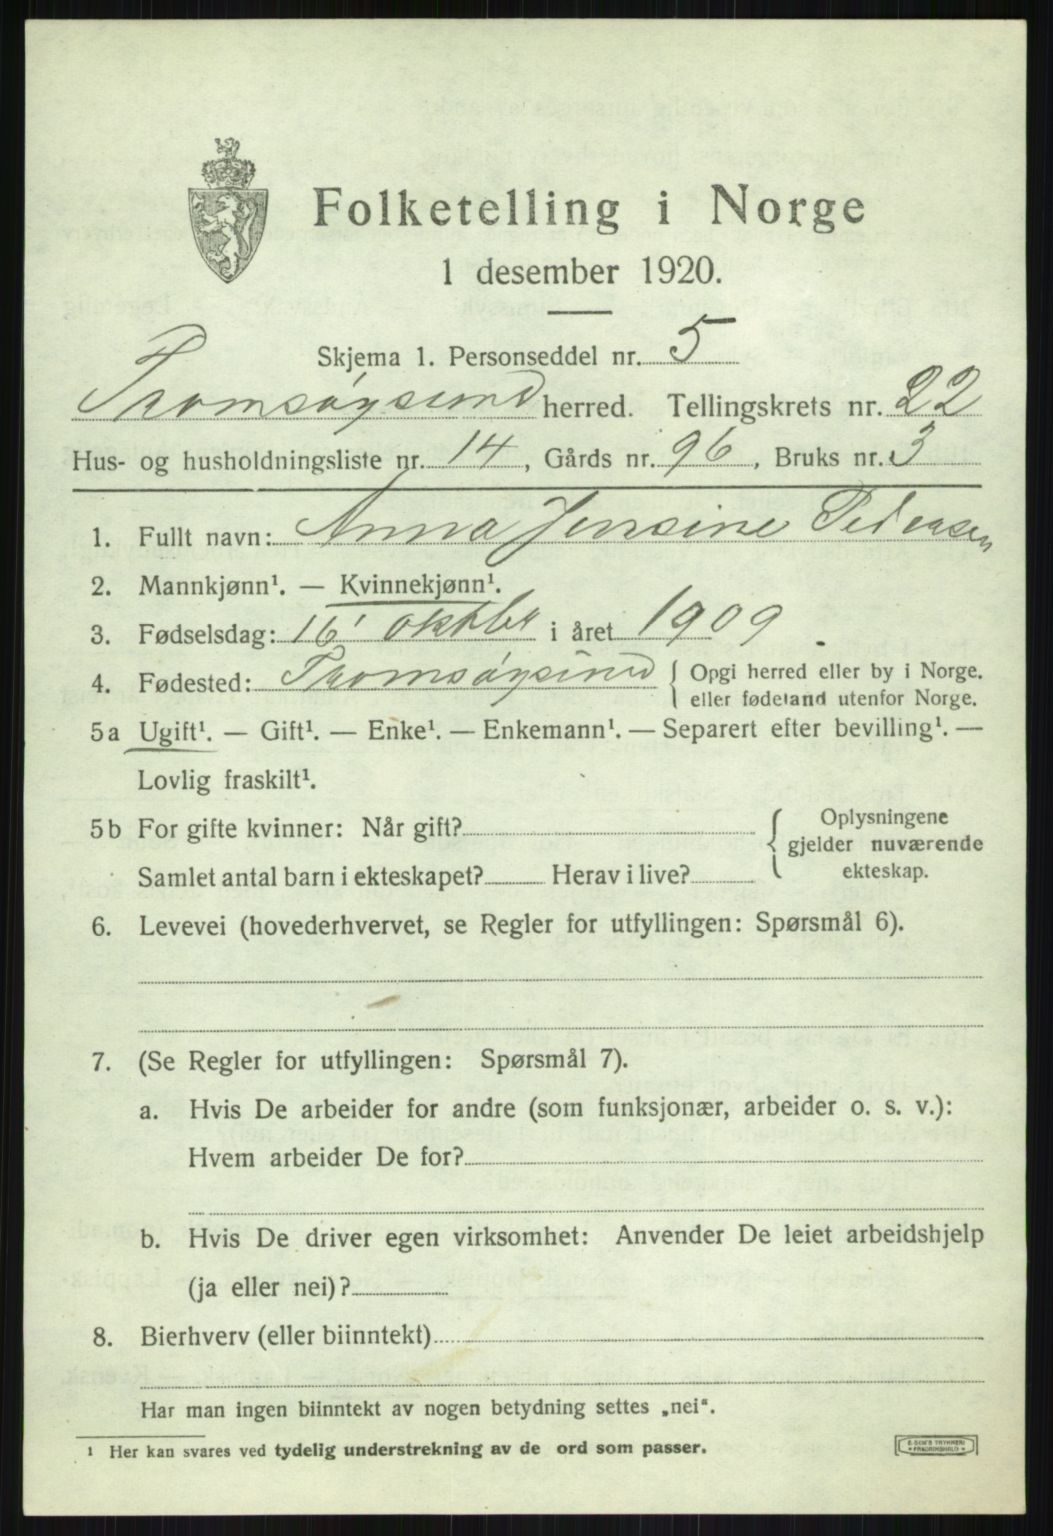 Folketelling i Norge
1 desember 1920.
Skjema 1. Personseddel nr. 5
Tromsøysund herred. Tellingskrets nr. 22
Hus- og husholdningsliste nr. 14, Gårds nr. 96, Bruks nr. 3
1. Fullt navn: Anna Jensine Pedersen
2. Mannkjønn¹. — Kvinnekjønn¹.
3. Fødselsdag: 16' oktbr i året 1909.
4. Fødested: Tromsøysund { Opgi herred eller by i Norge.
eller fødeland utenfor Norge.
5a Ugift¹. — Gift¹. — Enke¹. — Enkemann¹. — Separert efter bevilling¹. —
Lovlig fraskilt¹.
5b For gifte kvinner: Når gift?
Samlet antal barn i ekteskapet? Herav i live?
{ Oplysningene
gjelder nuværende
ekteskap.
6. Levevei (hovederhvervet, se Regler for utfyllingen: Spørsmål 6).
7. (Se Regler for utfyllingen: Spørsmål 7).
a. Hvis De arbeider for andre (som funksjonær, arbeider o. s. v.):
Hvem arbeider De for?
b. Hvis De driver egen virksomhet: Anvender De leiet arbeidshjelp
(ja eller nei)?
8. Bierhverv (eller biinntekt)
Har man ingen biinntekt av nogen betydning settes „nei".
¹ Her kan svares ved tydelig understrekning av de ord som passer.